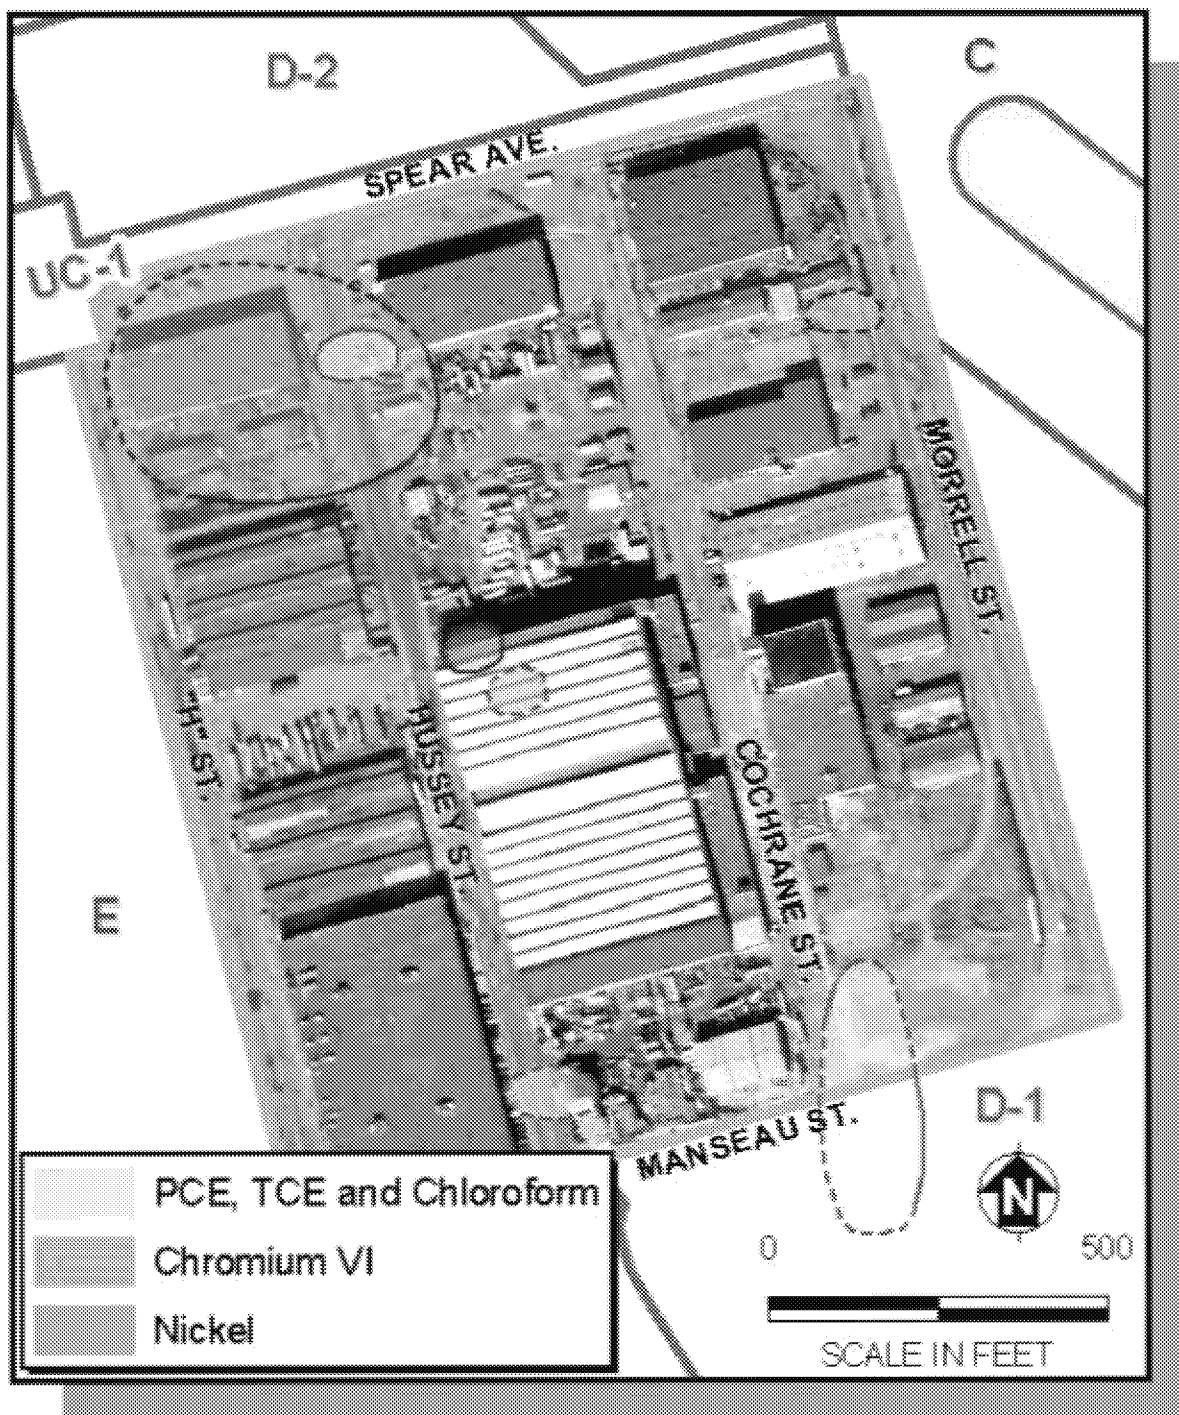 D-2
C
SPEAR AVE.
UC-1
MORRELL ST.
"H" ST.
HUSSEY ST.
COCHRANE ST.
E
MANSEAU ST.
D-1
N
PCE, TCE and Chloroform
Chromium VI
Nickel
0 500
SCALE IN FEET